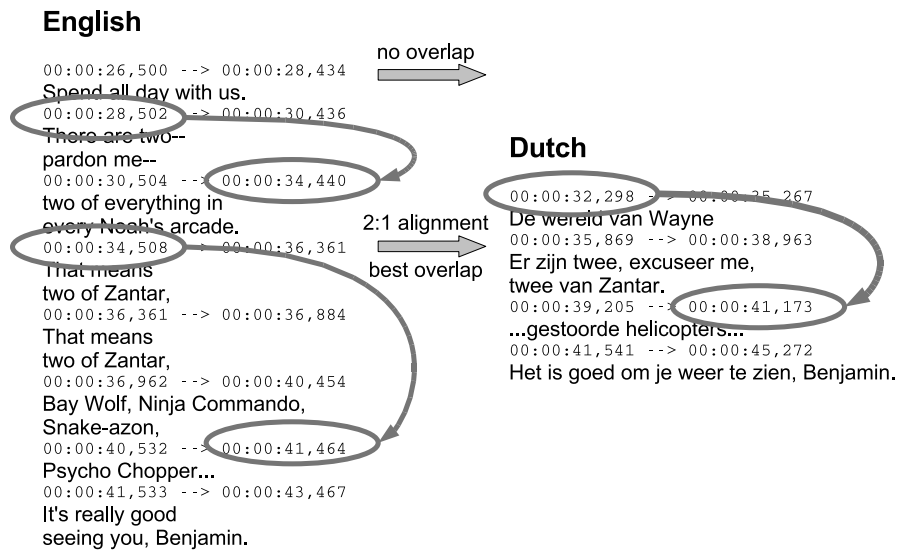 English
00:00:26,500 --> 00:00:28,434
Spend all day with us.
00:00:28,502 --> 00:00:30,436
There are two--
pardon me--
00:00:30,504 --> 00:00:34,440
two of everything in
every Noah's arcade.
00:00:34,508 --> 00:00:36,361
That means
two of Zantar,
00:00:36,361 --> 00:00:36,884
That means
two of Zantar,
00:00:36,962 --> 00:00:40,454
Bay Wolf, Ninja Commando,
Snake-azon,
00:00:40,532 --> 00:00:41,464
Psycho Chopper...
00:00:41,533 --> 00:00:43,467
It's really good
seeing you, Benjamin.
no overlap
2:1 alignment
best overlap
Dutch
00:00:32,298 --> 00:00:35,267
De wereld van Wayne
00:00:35,869 --> 00:00:38,963
Er zijn twee, excuseer me,
twee van Zantar.
00:00:39,205 --> 00:00:41,173
...gestoorde helicopters...
00:00:41,541 --> 00:00:45,272
Het is goed om je weer te zien, Benjamin.